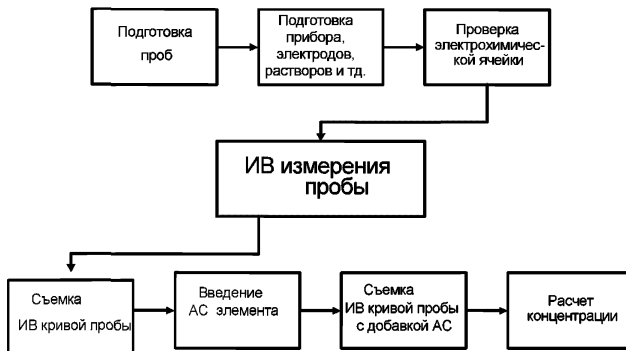 Подготовка
проб
Подготовка
прибора,
электродов,
растворов и тд.
Проверка
электрохимичес-
кой ячейки
ИВ измерения
пробы
Съемка
ИВ кривой пробы
Введение
АС элемента
Съемка
ИВ кривой пробы
с добавкой АС
Расчет
концентрации